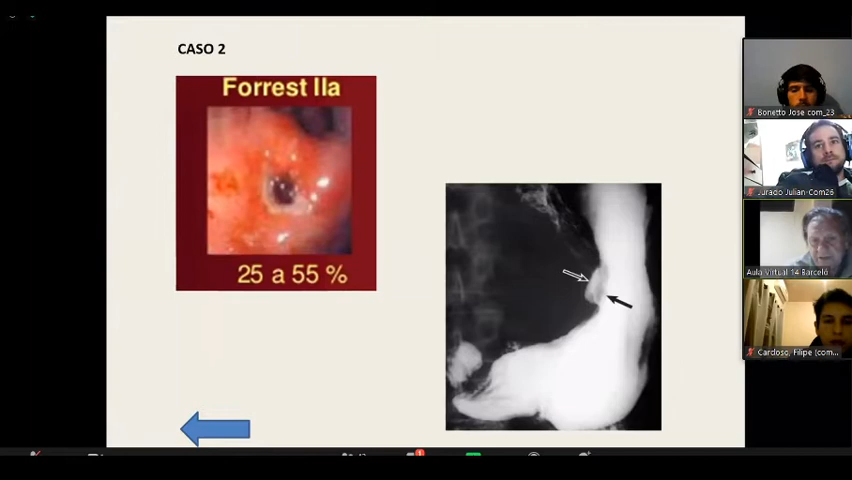 CASO 2
Forrest IIa
25 a 55 %
Bonetto Jose com_23
Jurado Julian-Com26
Aula Virtual 14 Barceló
Cardoso, Filipe (com...